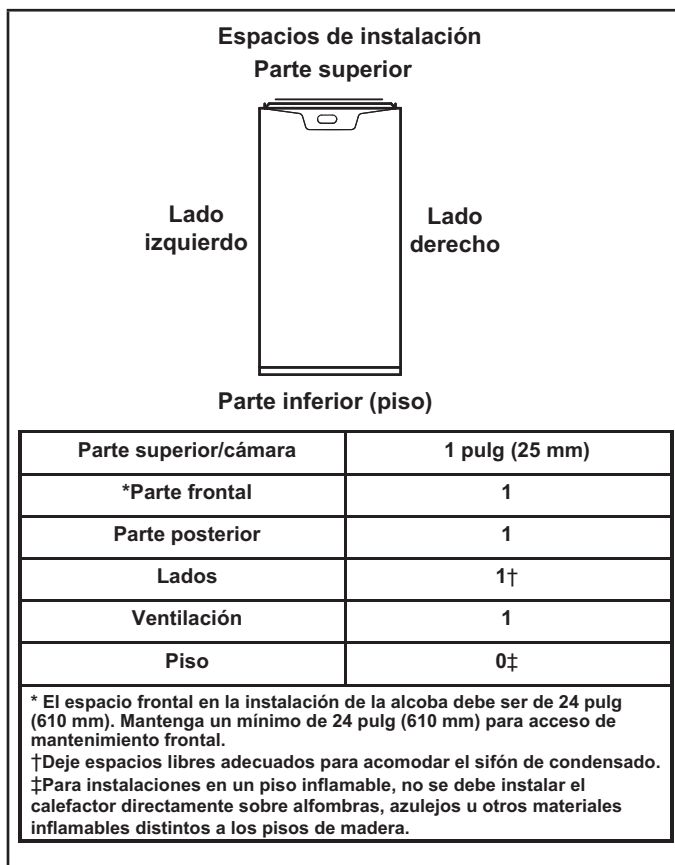 Espacios de instalación
Parte superior
Lado
izquierdo
Lado
derecho
Parte inferior (piso)
Parte superior/cámara 1 pulg (25 mm)
*Parte frontal 1
Parte posterior 1
Lados 1†
Ventilación 1
Piso 0‡
* El espacio frontal en la instalación de la alcoba debe ser de 24 pulg
(610 mm). Mantenga un mínimo de 24 pulg (610 mm) para acceso de
mantenimiento frontal.
†Deje espacios libres adecuados para acomodar el sifón de condensado.
‡Para instalaciones en un piso inflamable, no se debe instalar el
calefactor directamente sobre alfombras, azulejos u otros materiales
inflamables distintos a los pisos de madera.